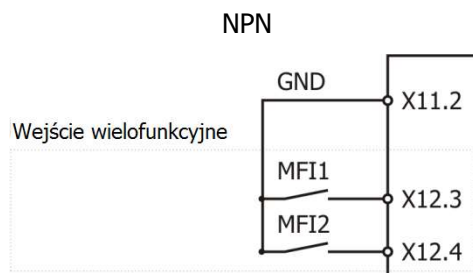 NPN
GND
X11.2
Wejście wielofunkcyjne
MFI1
X12.3
MFI2
X12.4